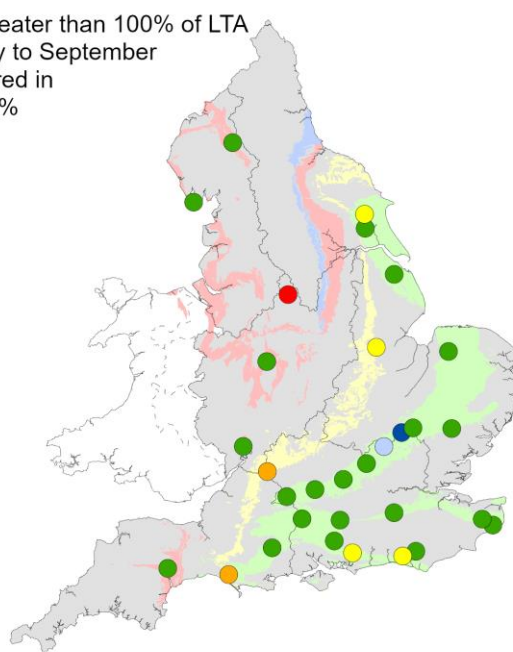 eater than 100% of LTA
y to September
red in
%